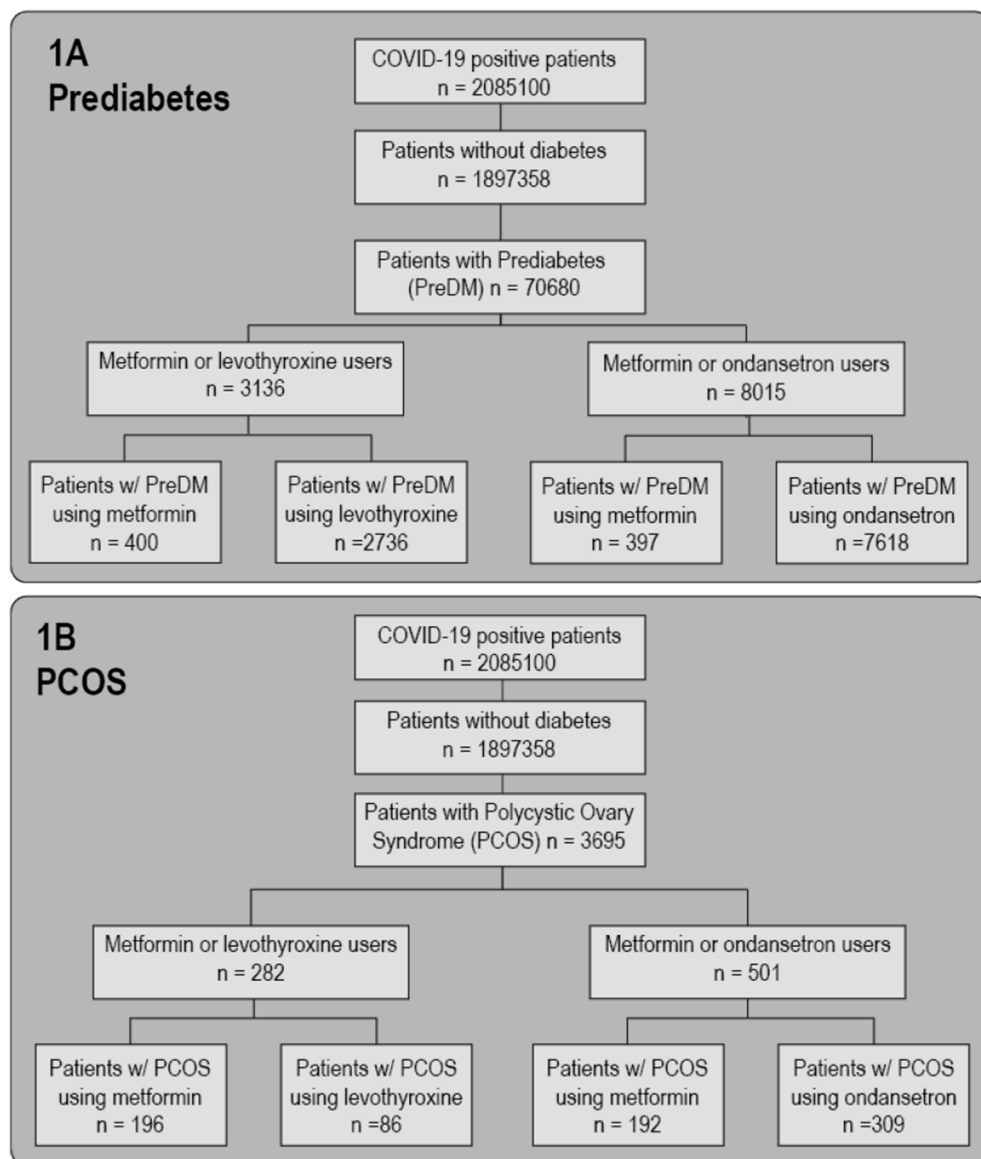 1A
Prediabetes
COVID-19 positive patients
n = 2085100
Patients without diabetes
n = 1897358
Patients with Prediabetes
(PreDM) n = 70680
Metformin or levothyroxine users
n = 3136
Metformin or ondansetron users
n = 8015
Patients w/ PreDM
using metformin
n = 400
Patients w/ PreDM
using levothyroxine
n =2736
Patients w/ PreDM
using metformin
n = 397
Patients w/ PreDM
using ondansetron
n =7618
1B
PCOS
COVID-19 positive patients
n = 2085100
Patients without diabetes
n = 1897358
Patients with Polycystic Ovary
Syndrome (PCOS) n = 3695
Metformin or levothyroxine users
n = 282
Metformin or ondansetron users
n = 501
Patients w/ PCOS
using metformin
n = 196
Patients w/ PCOS
using levothyroxine
n =86
Patients w/ PCOS
using metformin
n = 192
Patients w/ PCOS
using ondansetron
n =309